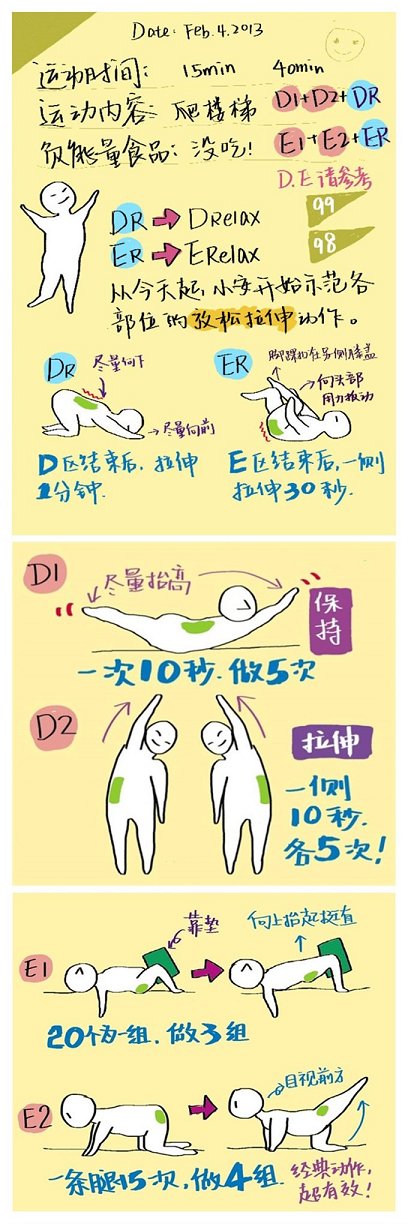 Date: Feb.4.2013
运动时间: 15min 40min
运动内容: 爬楼梯 D1+D2+DR
负能量食品: 没吃! E1+E2+ER
D.E请参考
99
98
DR → DRelax
ER → ERelax
从今天起,小安开始示范各
部位的放松拉伸动作。
DR
尽量向下
尽量向前
D区结束后,拉伸
1分钟.
ER
脚踝扣在另侧膝盖
向头部
用力拉动
E区结束后,一侧
拉伸30秒.
D1
尽量抬高
保持
一次10秒.做5次
D2
拉伸
一侧
10秒.
各5次!
E1
靠垫
向上抬起挺直
20个为一组.做3组
E2
目视前方
一条腿15次,做4组.
经典动作,
超有效!